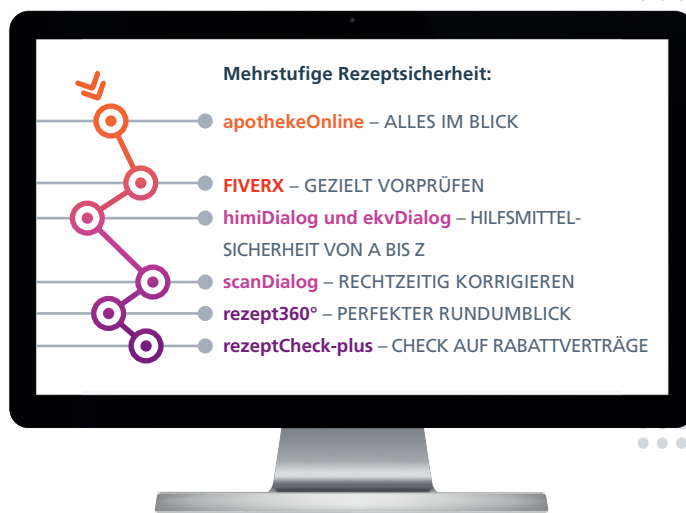 Mehrstufige Rezeptsicherheit:
apothekeOnline – ALLES IM BLICK
FIVERX – GEZIELT VORPRÜFEN
himiDialog und ekvDialog – HILFSMITTEL-
SICHERHEIT VON A BIS Z
scanDialog – RECHTZEITIG KORRIGIEREN
rezept360° – PERFEKTER RUNDUMBLICK
rezeptCheck-plus – CHECK AUF RABATTVERTRÄGE